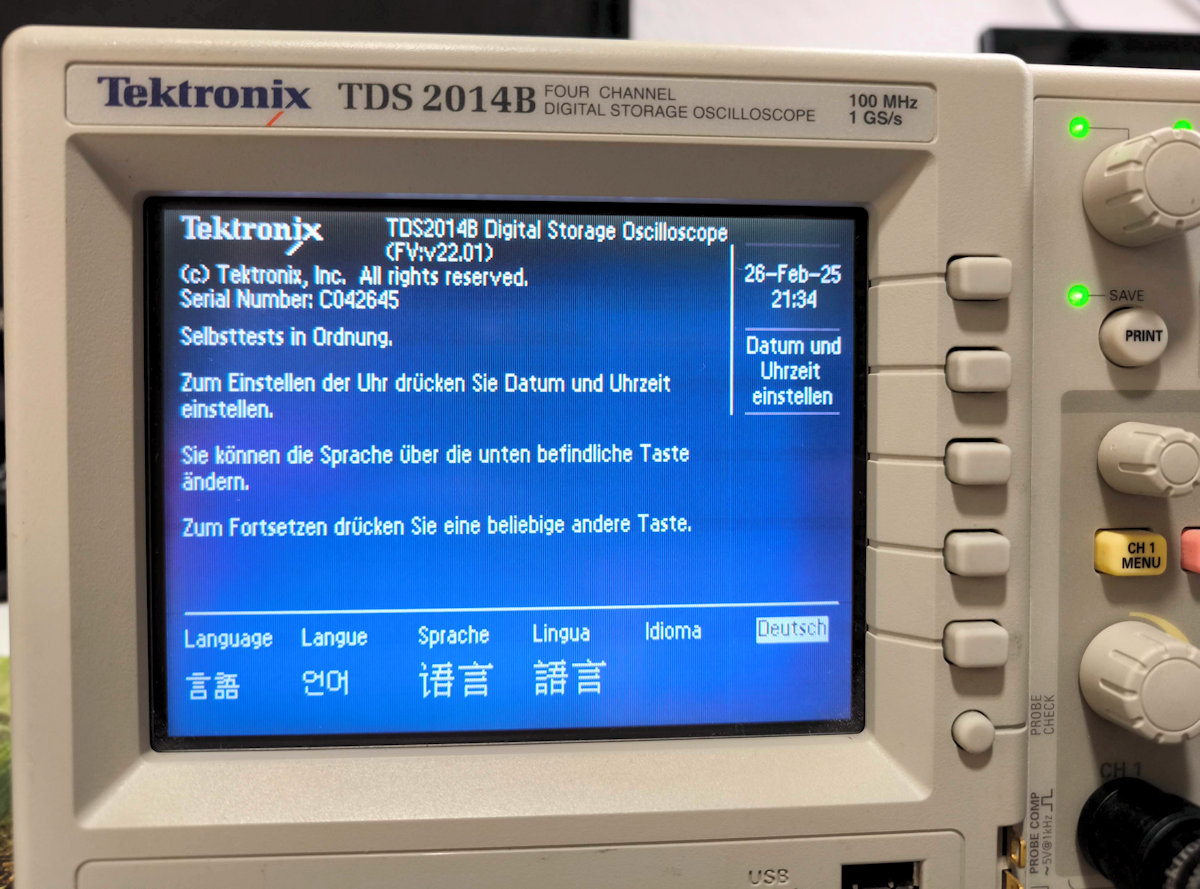 Tektronix TDS 2014B FOUR CHANNEL
DIGITAL STORAGE OSCILLOSCOPE
100 MHz
1 GS/s
Tektronix
TDS2014B Digital Storage Oscilloscope
(FV:v22.01)
(c) Tektronix, Inc. All rights reserved.
Serial Number: C042645
Selbsttests in Ordnung.
Zum Einstellen der Uhr drücken Sie Datum und Uhrzeit
einstellen.
Sie können die Sprache über die unten befindliche Taste
ändern.
Zum Fortsetzen drücken Sie eine beliebige andere Taste.
26-Feb-25
21:34
Datum und
Uhrzeit
einstellen
Language Langue Sprache Lingua Idioma Deutsch
言語 언어 语言 語言
SAVE
PRINT
CH 1
MENU
PROBE
CHECK
CH 1
PROBE COMP
~5V@1kHz
USB